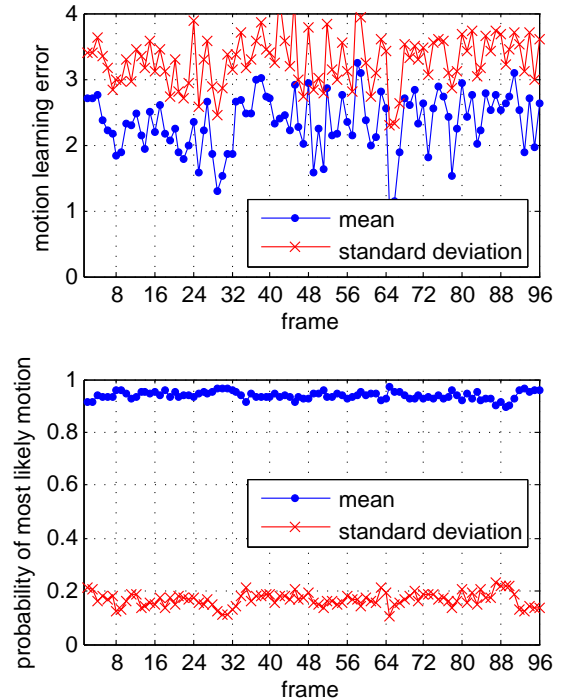 motion learning error
4
3
2
1
0
mean
standard deviation
8 16 24 32 40 48 56 64 72 80 88 96
frame
probability of most likely motion
1
0.8
0.6
0.4
0.2
0
mean
standard deviation
8 16 24 32 40 48 56 64 72 80 88 96
frame